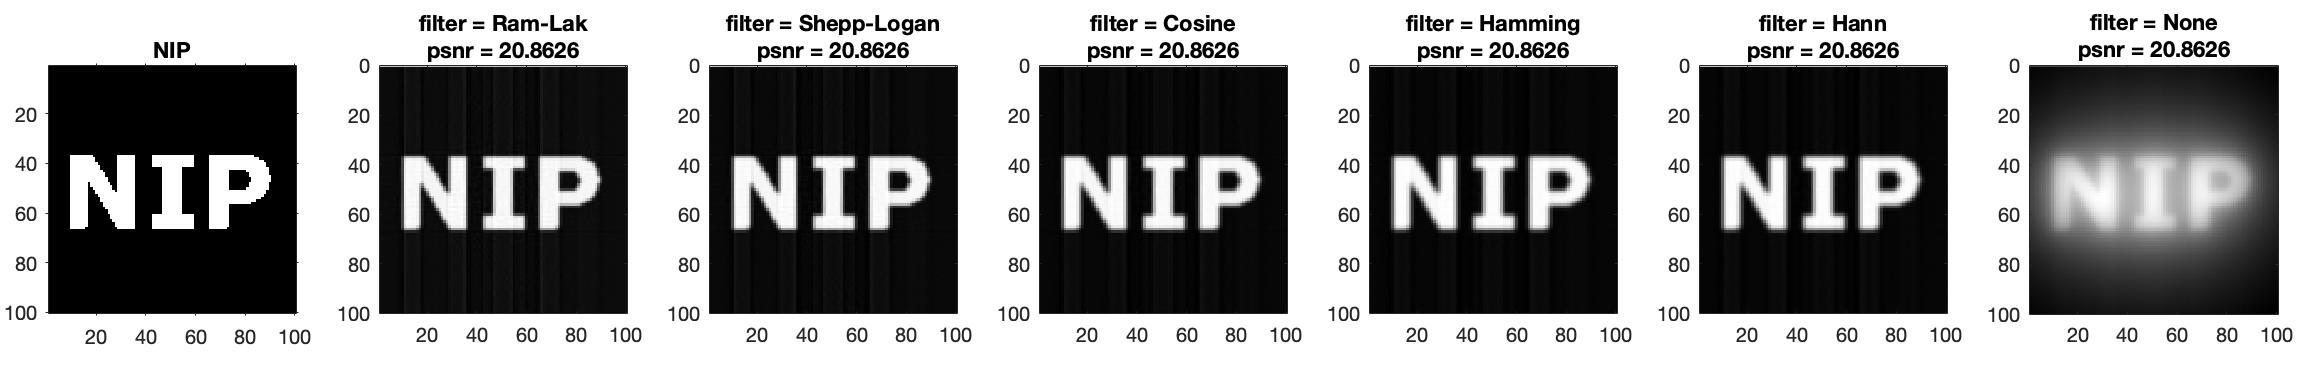 NIP
20
40
60
80
100
20 40 60 80 100
NIP
filter = Ram-Lak
psnr = 20.8626
0
20
40
60
80
100
20 40 60 80 100
NIP
filter = Shepp-Logan
psnr = 20.8626
0
20
40
60
80
100
20 40 60 80 100
NIP
filter = Cosine
psnr = 20.8626
0
20
40
60
80
100
20 40 60 80 100
NIP
filter = Hamming
psnr = 20.8626
0
20
40
60
80
100
20 40 60 80 100
NIP
filter = Hann
psnr = 20.8626
0
20
40
60
80
100
20 40 60 80 100
NIP
filter = None
psnr = 20.8626
0
20
40
60
80
100
20 40 60 80 100
NIP